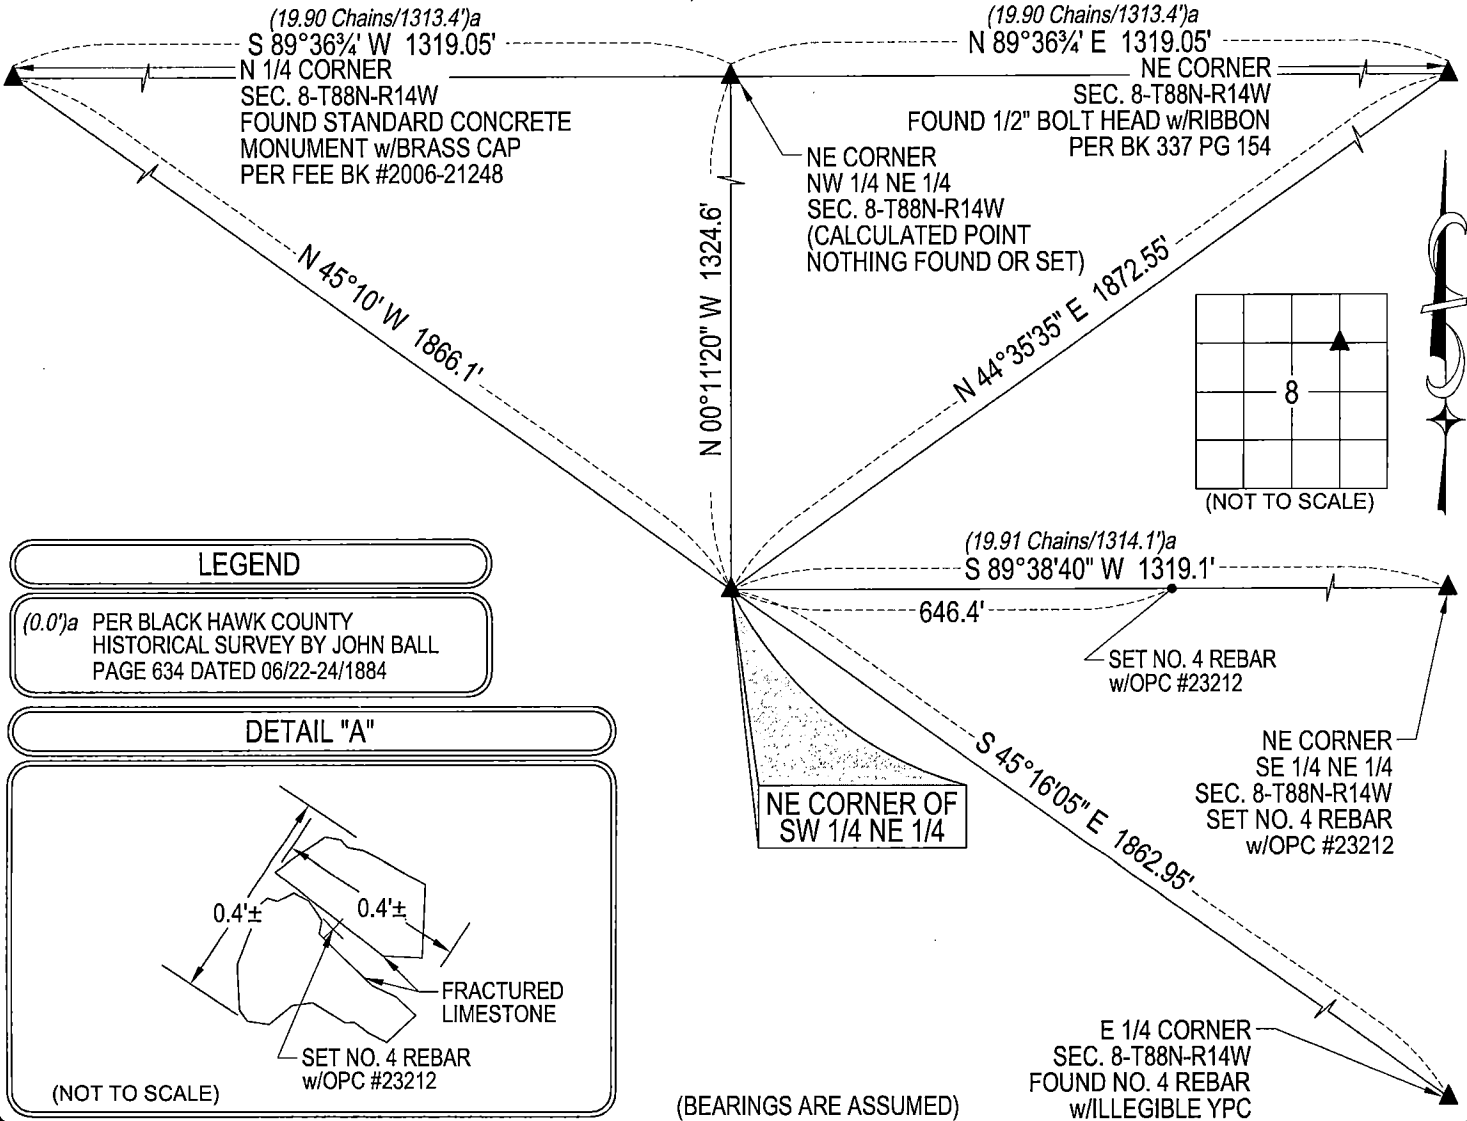 (19.90 Chains/1313.4')a
S 89°36¾' W 1319.05'
N 1/4 CORNER
SEC. 8-T88N-R14W
FOUND STANDARD CONCRETE
MONUMENT w/BRASS CAP
PER FEE BK #2006-21248
(19.90 Chains/1313.4')a
N 89°36¾' E 1319.05'
NE CORNER
SEC. 8-T88N-R14W
FOUND 1/2" BOLT HEAD w/RIBBON
PER BK 337 PG 154
NE CORNER
NW 1/4 NE 1/4
SEC. 8-T88N-R14W
(CALCULATED POINT
NOTHING FOUND OR SET)
N 45°10' W 1866.1'
N 00°11'20" W 1324.6'
N 44°35'35" E 1872.55'
8
(NOT TO SCALE)
(19.91 Chains/1314.1')a
S 89°38'40" W 1319.1'
646.4'
SET NO. 4 REBAR
w/OPC #23212
NE CORNER
SE 1/4 NE 1/4
SEC. 8-T88N-R14W
SET NO. 4 REBAR
w/OPC #23212
NE CORNER OF
SW 1/4 NE 1/4
S 45°16'05" E 1862.95'
E 1/4 CORNER
SEC. 8-T88N-R14W
FOUND NO. 4 REBAR
w/ILLEGIBLE YPC
(BEARINGS ARE ASSUMED)
LEGEND
(0.0')a PER BLACK HAWK COUNTY
HISTORICAL SURVEY BY JOHN BALL
PAGE 634 DATED 06/22-24/1884
DETAIL "A"
0.4'±
0.4'±
FRACTURED
LIMESTONE
SET NO. 4 REBAR
w/OPC #23212
(NOT TO SCALE)